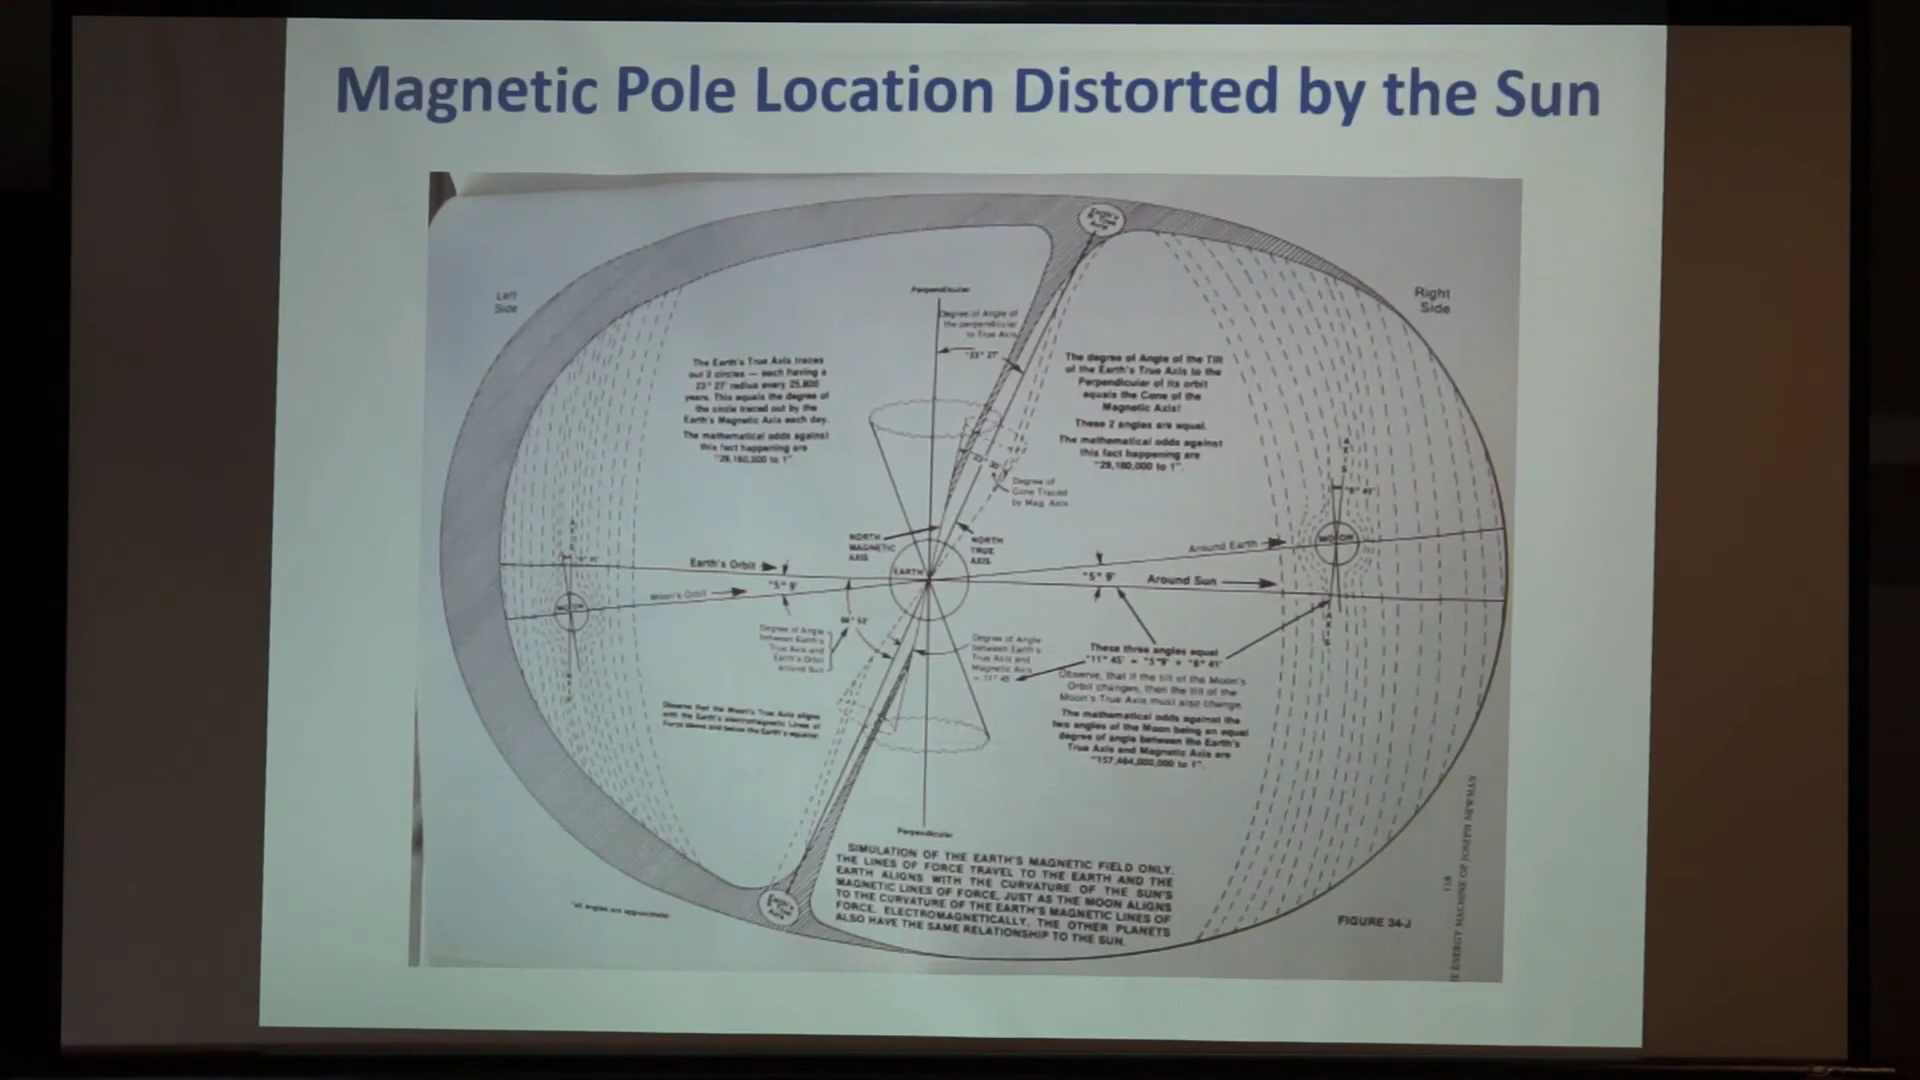 Magnetic Pole Location Distorted by the Sun
Left
Side
Right
Side
Perpendicular
Degree of Angle of
the perpendicular
to True Axis
"23° 27'
The Earth's True Axis traces
out 2 circles — each having a
23° 27' radius every 25,800
years. This equals the degree of
the circle traced out by the
Earth's Magnetic Axis each day.
The mathematical odds against
this fact happening are
"29,160,000 to 1".
The degree of Angle of the Tilt
of the Earth's True Axis to the
Perpendicular of its orbit
equals the Cone of the
Magnetic Axis!
These 2 angles are equal.
The mathematical odds against
this fact happening are
"29,160,000 to 1".
Degree of
Cone Traced
by Mag. Axis
NORTH
MAGNETIC
AXIS
NORTH
TRUE
AXIS
EARTH
Earth's Orbit
"5° 9'
Moon's Orbit
MOON
Around Earth
"5° 9'
Around Sun
MOON
AXIS
AXIS
"6° 41'
Degree of Angle
between Earth's
True Axis and
Earth's Orbit
Around Sun
Degree of Angle
between Earth's
True Axis and
Magnetic Axis
= 11° 45'
These three angles equal
"11° 45' = "5°9' + "6° 41'
Observe, that if the tilt of the Moon's
Orbit changes, then the tilt of the
Moon's True Axis must also change.
The mathematical odds against the
two angles of the Moon being an equal
degree of angle between the Earth's
True Axis and Magnetic Axis are
"157,464,000,000 to 1".
Observe that the Moon's True Axis aligns
with the Earth's electromagnetic Lines of
Force above and below the Earth's equator.
Perpendicular
SIMULATION OF THE EARTH'S MAGNETIC FIELD ONLY.
THE LINES OF FORCE TRAVEL TO THE EARTH AND THE
EARTH ALIGNS WITH THE CURVATURE OF THE SUN'S
MAGNETIC LINES OF FORCE, JUST AS THE MOON ALIGNS
TO THE CURVATURE OF THE EARTH'S MAGNETIC LINES OF
FORCE. ELECTROMAGNETICALLY, THE OTHER PLANETS
ALSO HAVE THE SAME RELATIONSHIP TO THE SUN.
"all angles are approximate
FIGURE 34-J
118
E ENERGY MACHINE OF JOSEPH NEWMAN